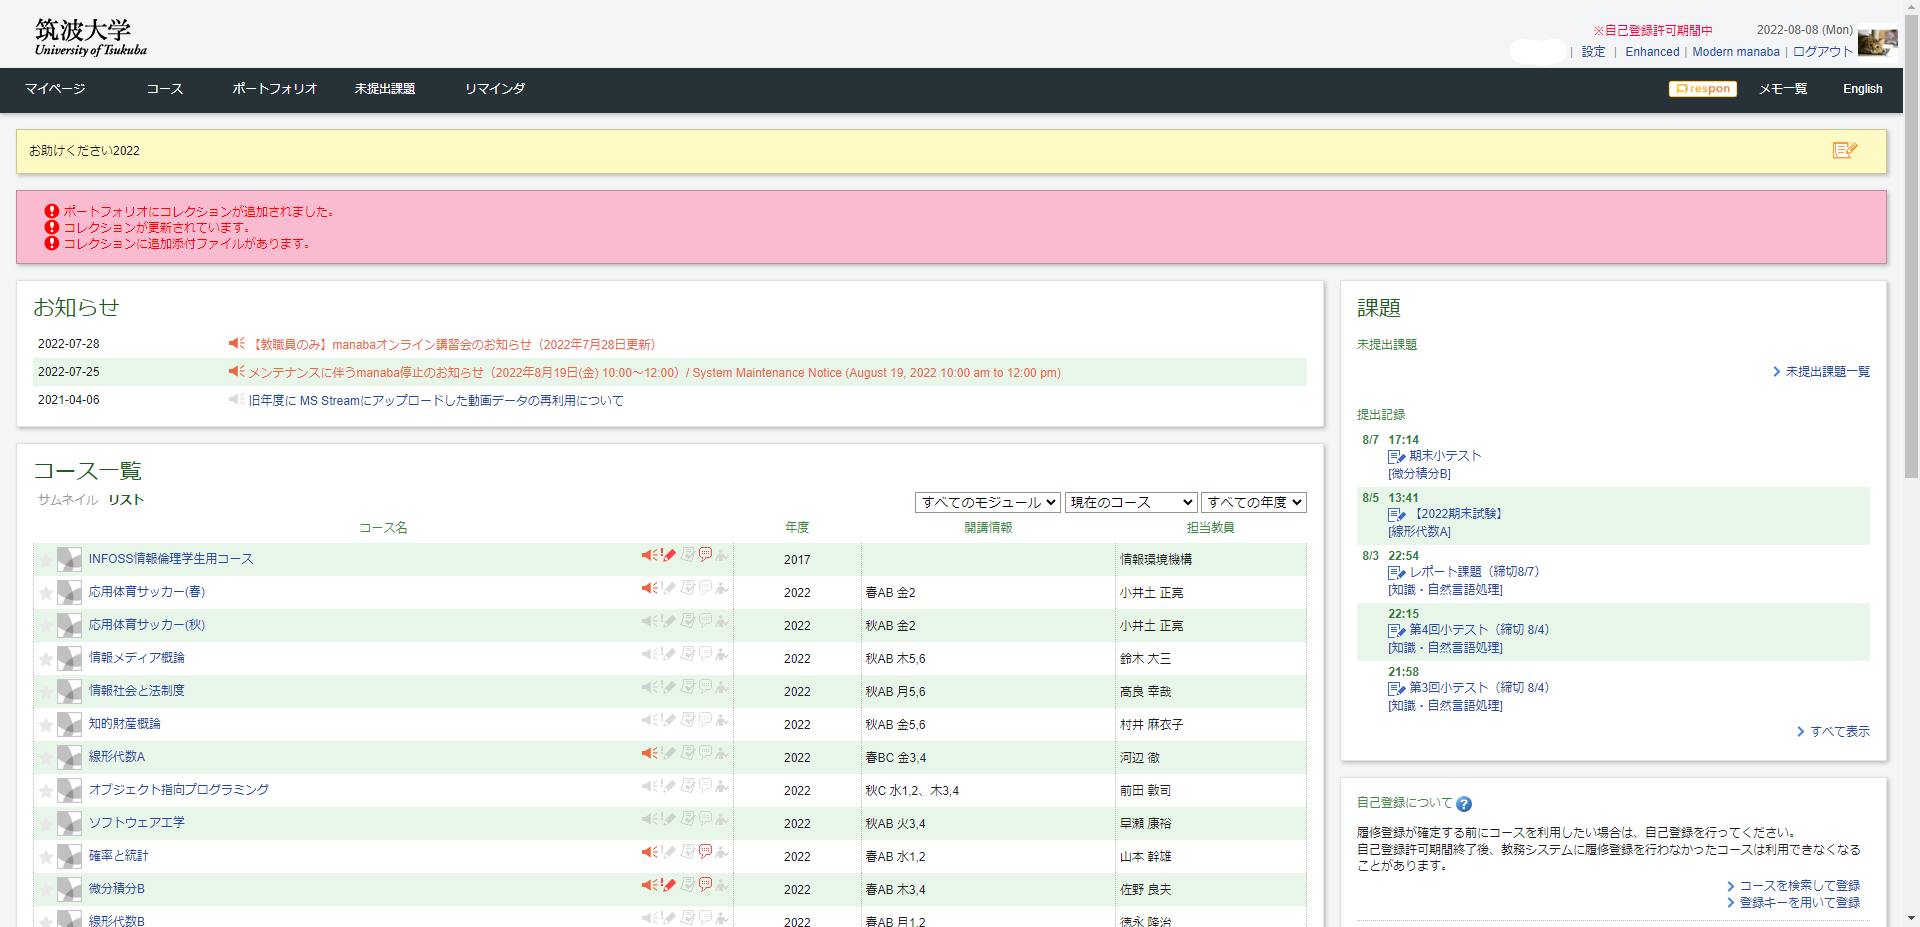 筑波大学
University of Tsukuba
※自己登録許可期間中
2022-08-08 (Mon)
| 設定 | Enhanced | Modern manaba | ログアウト
マイページ
コース
ポートフォリオ
未提出課題
リマインダ
respon
メモ一覧
English
お助けください2022
ポートフォリオにコレクションが追加されました。
コレクションが更新されています。
コレクションに追加添付ファイルがあります。
お知らせ
2022-07-28 【教職員のみ】manabaオンライン講習会のお知らせ（2022年7月28日更新）
2022-07-25 メンテナンスに伴うmanaba停止のお知らせ（2022年8月19日(金) 10:00～12:00）/ System Maintenance Notice (August 19, 2022 10:00 am to 12:00 pm)
2021-04-06 旧年度に MS Streamにアップロードした動画データの再利用について
コース一覧
サムネイル リスト
すべてのモジュール 現在のコース すべての年度
コース名 年度 開講情報 担当教員
INFOSS情報倫理学生用コース 2017 情報環境機構
応用体育サッカー(春) 2022 春AB 金2 小井土 正亮
応用体育サッカー(秋) 2022 秋AB 金2 小井土 正亮
情報メディア概論 2022 秋AB 木5,6 鈴木 大三
情報社会と法制度 2022 秋AB 月5,6 髙良 幸哉
知的財産概論 2022 秋AB 金5,6 村井 麻衣子
線形代数A 2022 春BC 金3,4 河辺 徹
オブジェクト指向プログラミング 2022 秋C 水1,2、木3,4 前田 敦司
ソフトウェア工学 2022 秋AB 火3,4 早瀬 康裕
確率と統計 2022 春AB 水1,2 山本 幹雄
微分積分B 2022 春AB 木3,4 佐野 良夫
線形代数B 2022 春AB 月1,2 徳永 隆治
課題
未提出課題
未提出課題一覧
提出記録
8/7 17:14
期末小テスト
[微分積分B]
8/5 13:41
【2022期末試験】
[線形代数A]
8/3 22:54
レポート課題（締切8/7）
[知識・自然言語処理]
22:15
第4回小テスト（締切 8/4）
[知識・自然言語処理]
21:58
第3回小テスト（締切 8/4）
[知識・自然言語処理]
すべて表示
自己登録について ?
履修登録が確定する前にコースを利用したい場合は、自己登録を行ってください。
自己登録許可期間終了後、教務システムに履修登録を行わなかったコースは利用できなくなる
ことがあります。
コースを検索して登録
登録キーを用いて登録